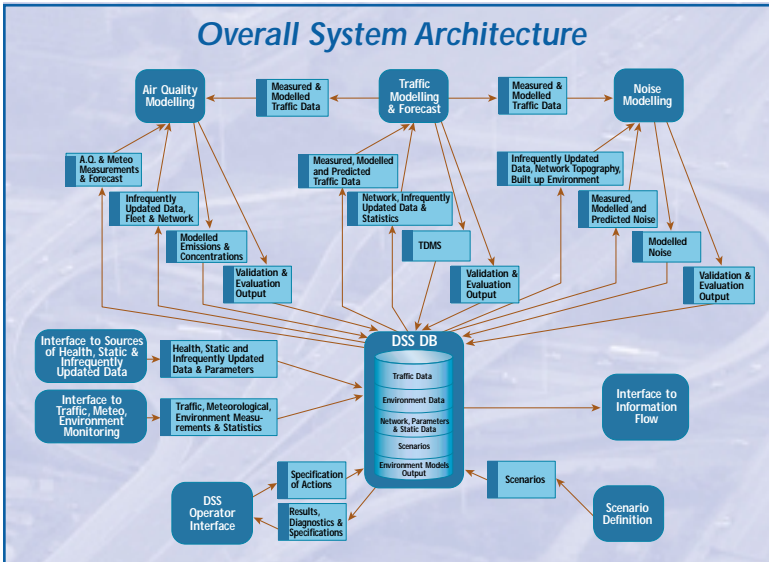 Overall System Architecture
Air Quality
Modelling
Measured &
Modelled
Traffic Data
Traffic
Modelling
& Forecast
Measured &
Modelled
Traffic Data
Noise
Modelling
A.Q. & Meteo
Measurements
& Forecast
Measured, Modelled
and Predicted
Traffic Data
Infrequently Updated
Data, Network Topography,
Built up Environment
Infrequently
Updated Data,
Fleet & Network
Network, Infrequently
Updated Data &
Statistics
Measured,
Modelled and
Predicted Noise
Modelled
Emissions &
Concentrations
TDMS
Modelled
Noise
Validation &
Evaluation
Output
Validation &
Evaluation
Output
Validation &
Evaluation
Output
Interface to Sources
of Health, Static &
Infrequently
Updated Data
Health, Static and
Infrequently Updated
Data & Parameters
DSS DB
Traffic Data
Environment Data
Network, Parameters
& Static Data
Scenarios
Environment Models
Output
Interface to
Traffic, Meteo,
Environment
Monitoring
Traffic, Meteorological,
Environment Measu-
rements & Statistics
Interface to
Information
Flow
DSS
Operator
Interface
Specification
of Actions
Results,
Diagnostics &
Specifications
Scenarios
Scenario
Definition